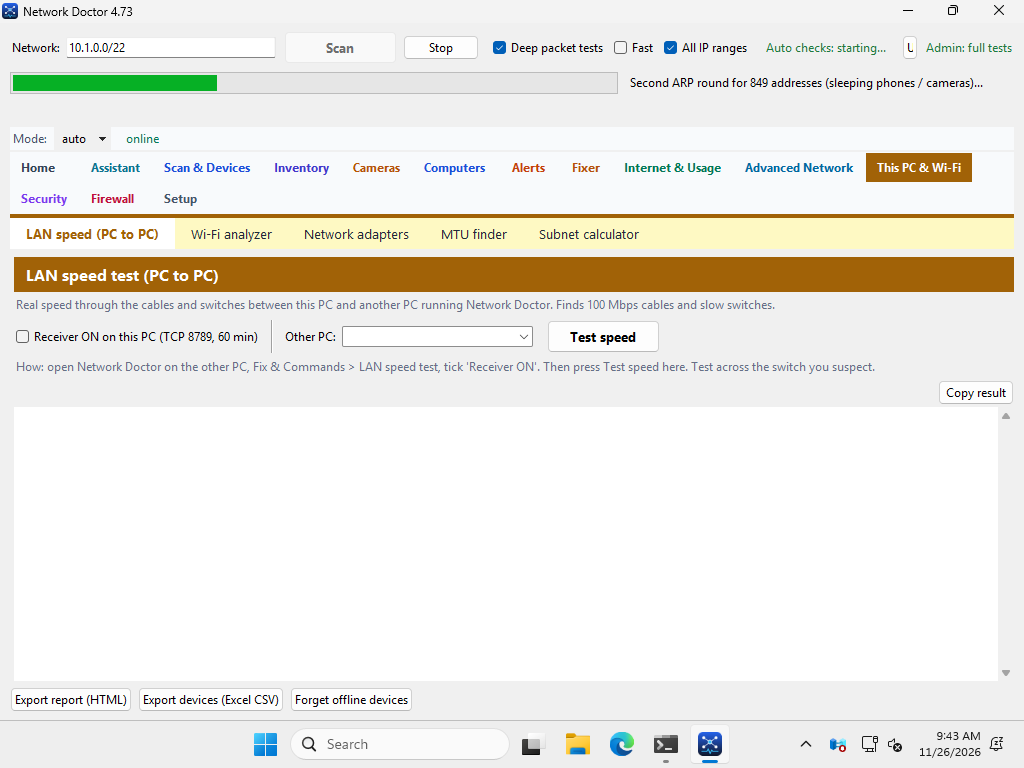 Network Doctor 4.73
Network: 10.1.0.0/22 Scan Stop Deep packet tests Fast All IP ranges Auto checks: starting... Admin: full tests
Second ARP round for 849 addresses (sleeping phones / cameras)...
Mode: auto online
Home Assistant Scan & Devices Inventory Cameras Computers Alerts Fixer Internet & Usage Advanced Network This PC & Wi-Fi
Security Firewall Setup
LAN speed (PC to PC) Wi-Fi analyzer Network adapters MTU finder Subnet calculator
LAN speed test (PC to PC)
Real speed through the cables and switches between this PC and another PC running Network Doctor. Finds 100 Mbps cables and slow switches.
Receiver ON on this PC (TCP 8789, 60 min) Other PC: Test speed
How: open Network Doctor on the other PC, Fix & Commands > LAN speed test, tick 'Receiver ON'. Then press Test speed here. Test across the switch you suspect.
Copy result
Export report (HTML) Export devices (Excel CSV) Forget offline devices
Search
9:43 AM
11/26/2026